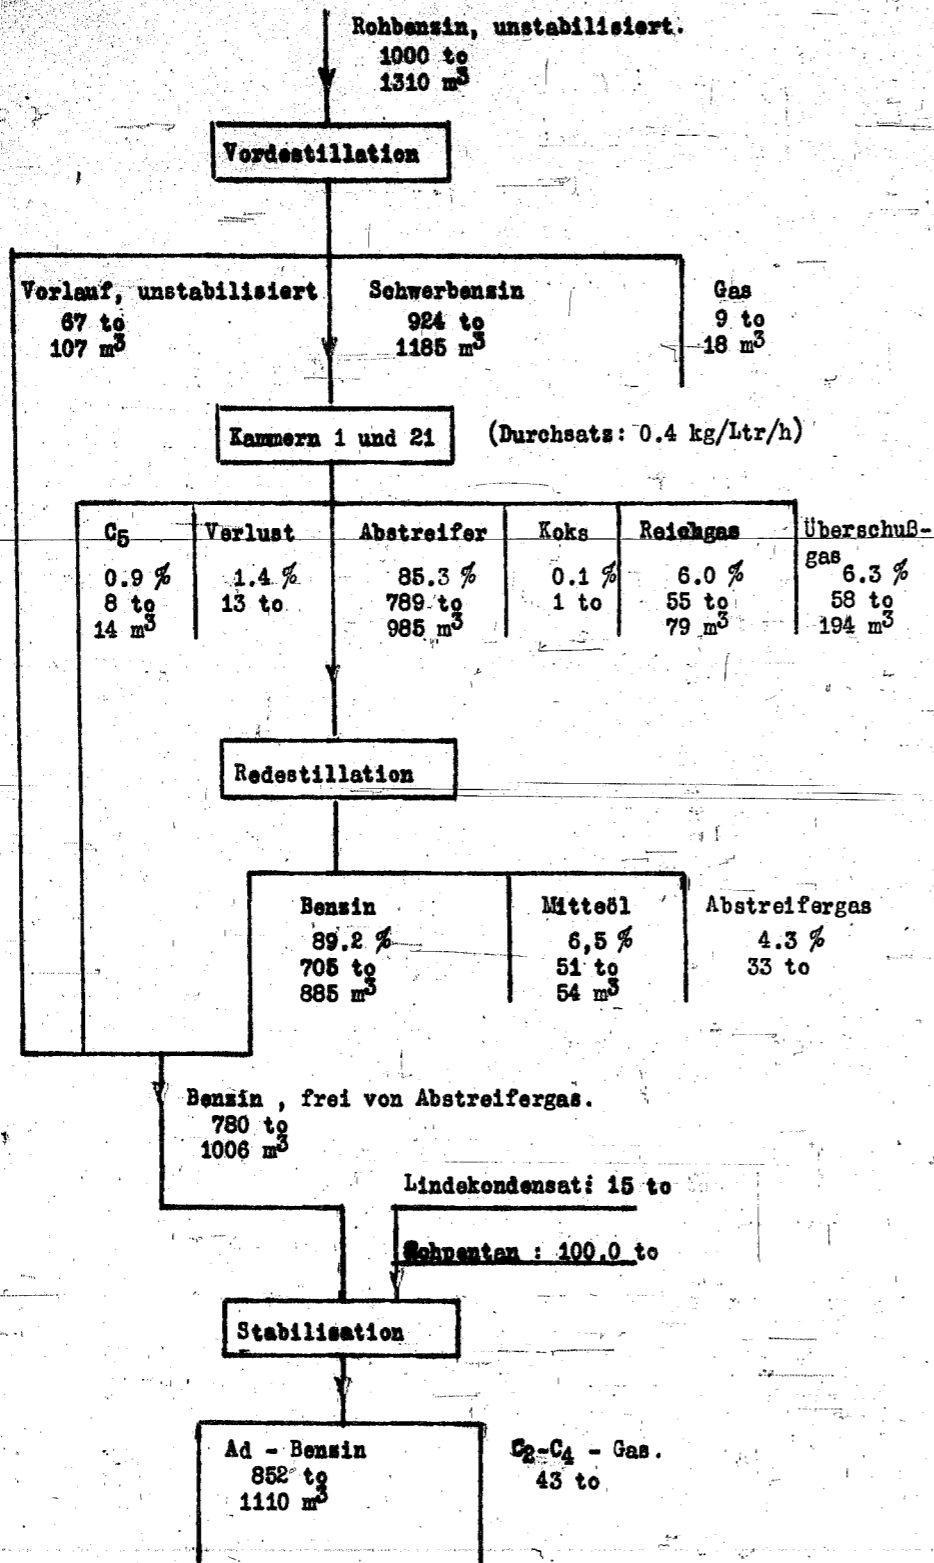 Rohbenzin, unstabilisiert.
1000 to
1310 m³
Vordestillation
Vorlauf, unstabilisiert
67 to
107 m³
Schwerbenzin
924 to
1185 m³
Gas
9 to
18 m³
Kammern 1 und 21
(Durchsatz: 0.4 kg/Ltr/h)
C₅
0.9 %
8 to
14 m³
Verlust
1.4 %
13 to
Abstreifer
85.3 %
789 to
985 m³
Koks
0.1 %
1 to
Reichgas
6.0 %
55 to
79 m³
Überschuß-
gas
6.3 %
58 to
194 m³
Redestillation
Benzin
89.2 %
705 to
885 m³
Mitteöl
6,5 %
51 to
54 m³
Abstreifergas
4.3 %
33 to
Benzin , frei von Abstreifergas.
780 to
1006 m³
Lindekondensat: 15 to
Rohpentan : 100.0 to
Stabilisation
Ad - Benzin
852 to
1110 m³
C₂-C₄ - Gas.
43 to